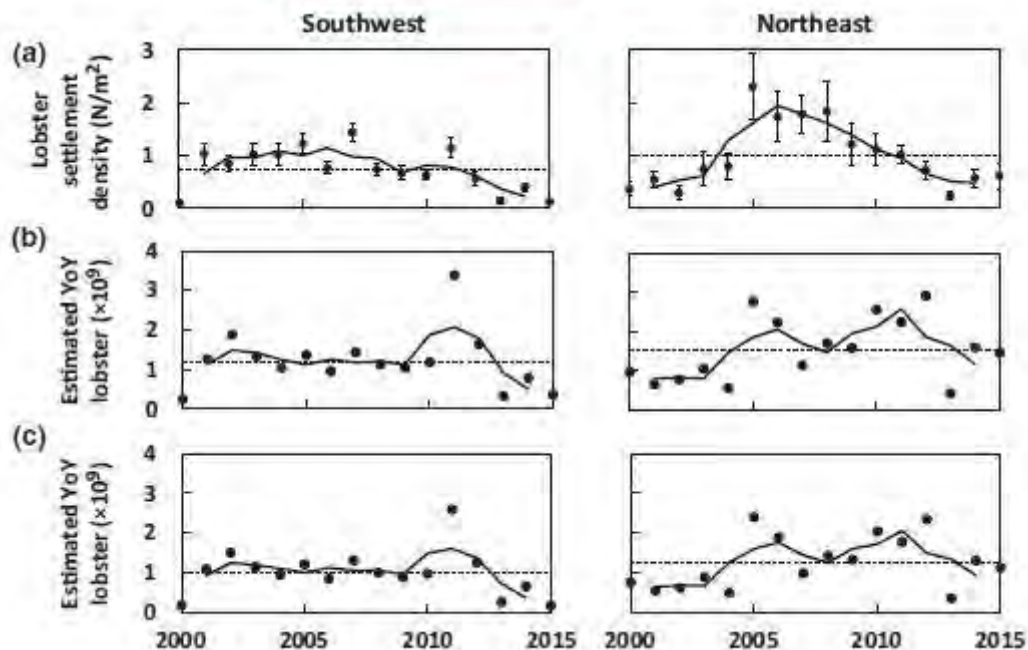 Southwest
Northeast
(a)
Lobster
settlement
density (N/m²)
3
2
1
0
(b)
Estimated YoY
lobster (×10⁹)
4
3
2
1
0
(c)
Estimated YoY
lobster (×10⁹)
4
3
2
1
0
2000
2005
2010
2015
2000
2005
2010
2015